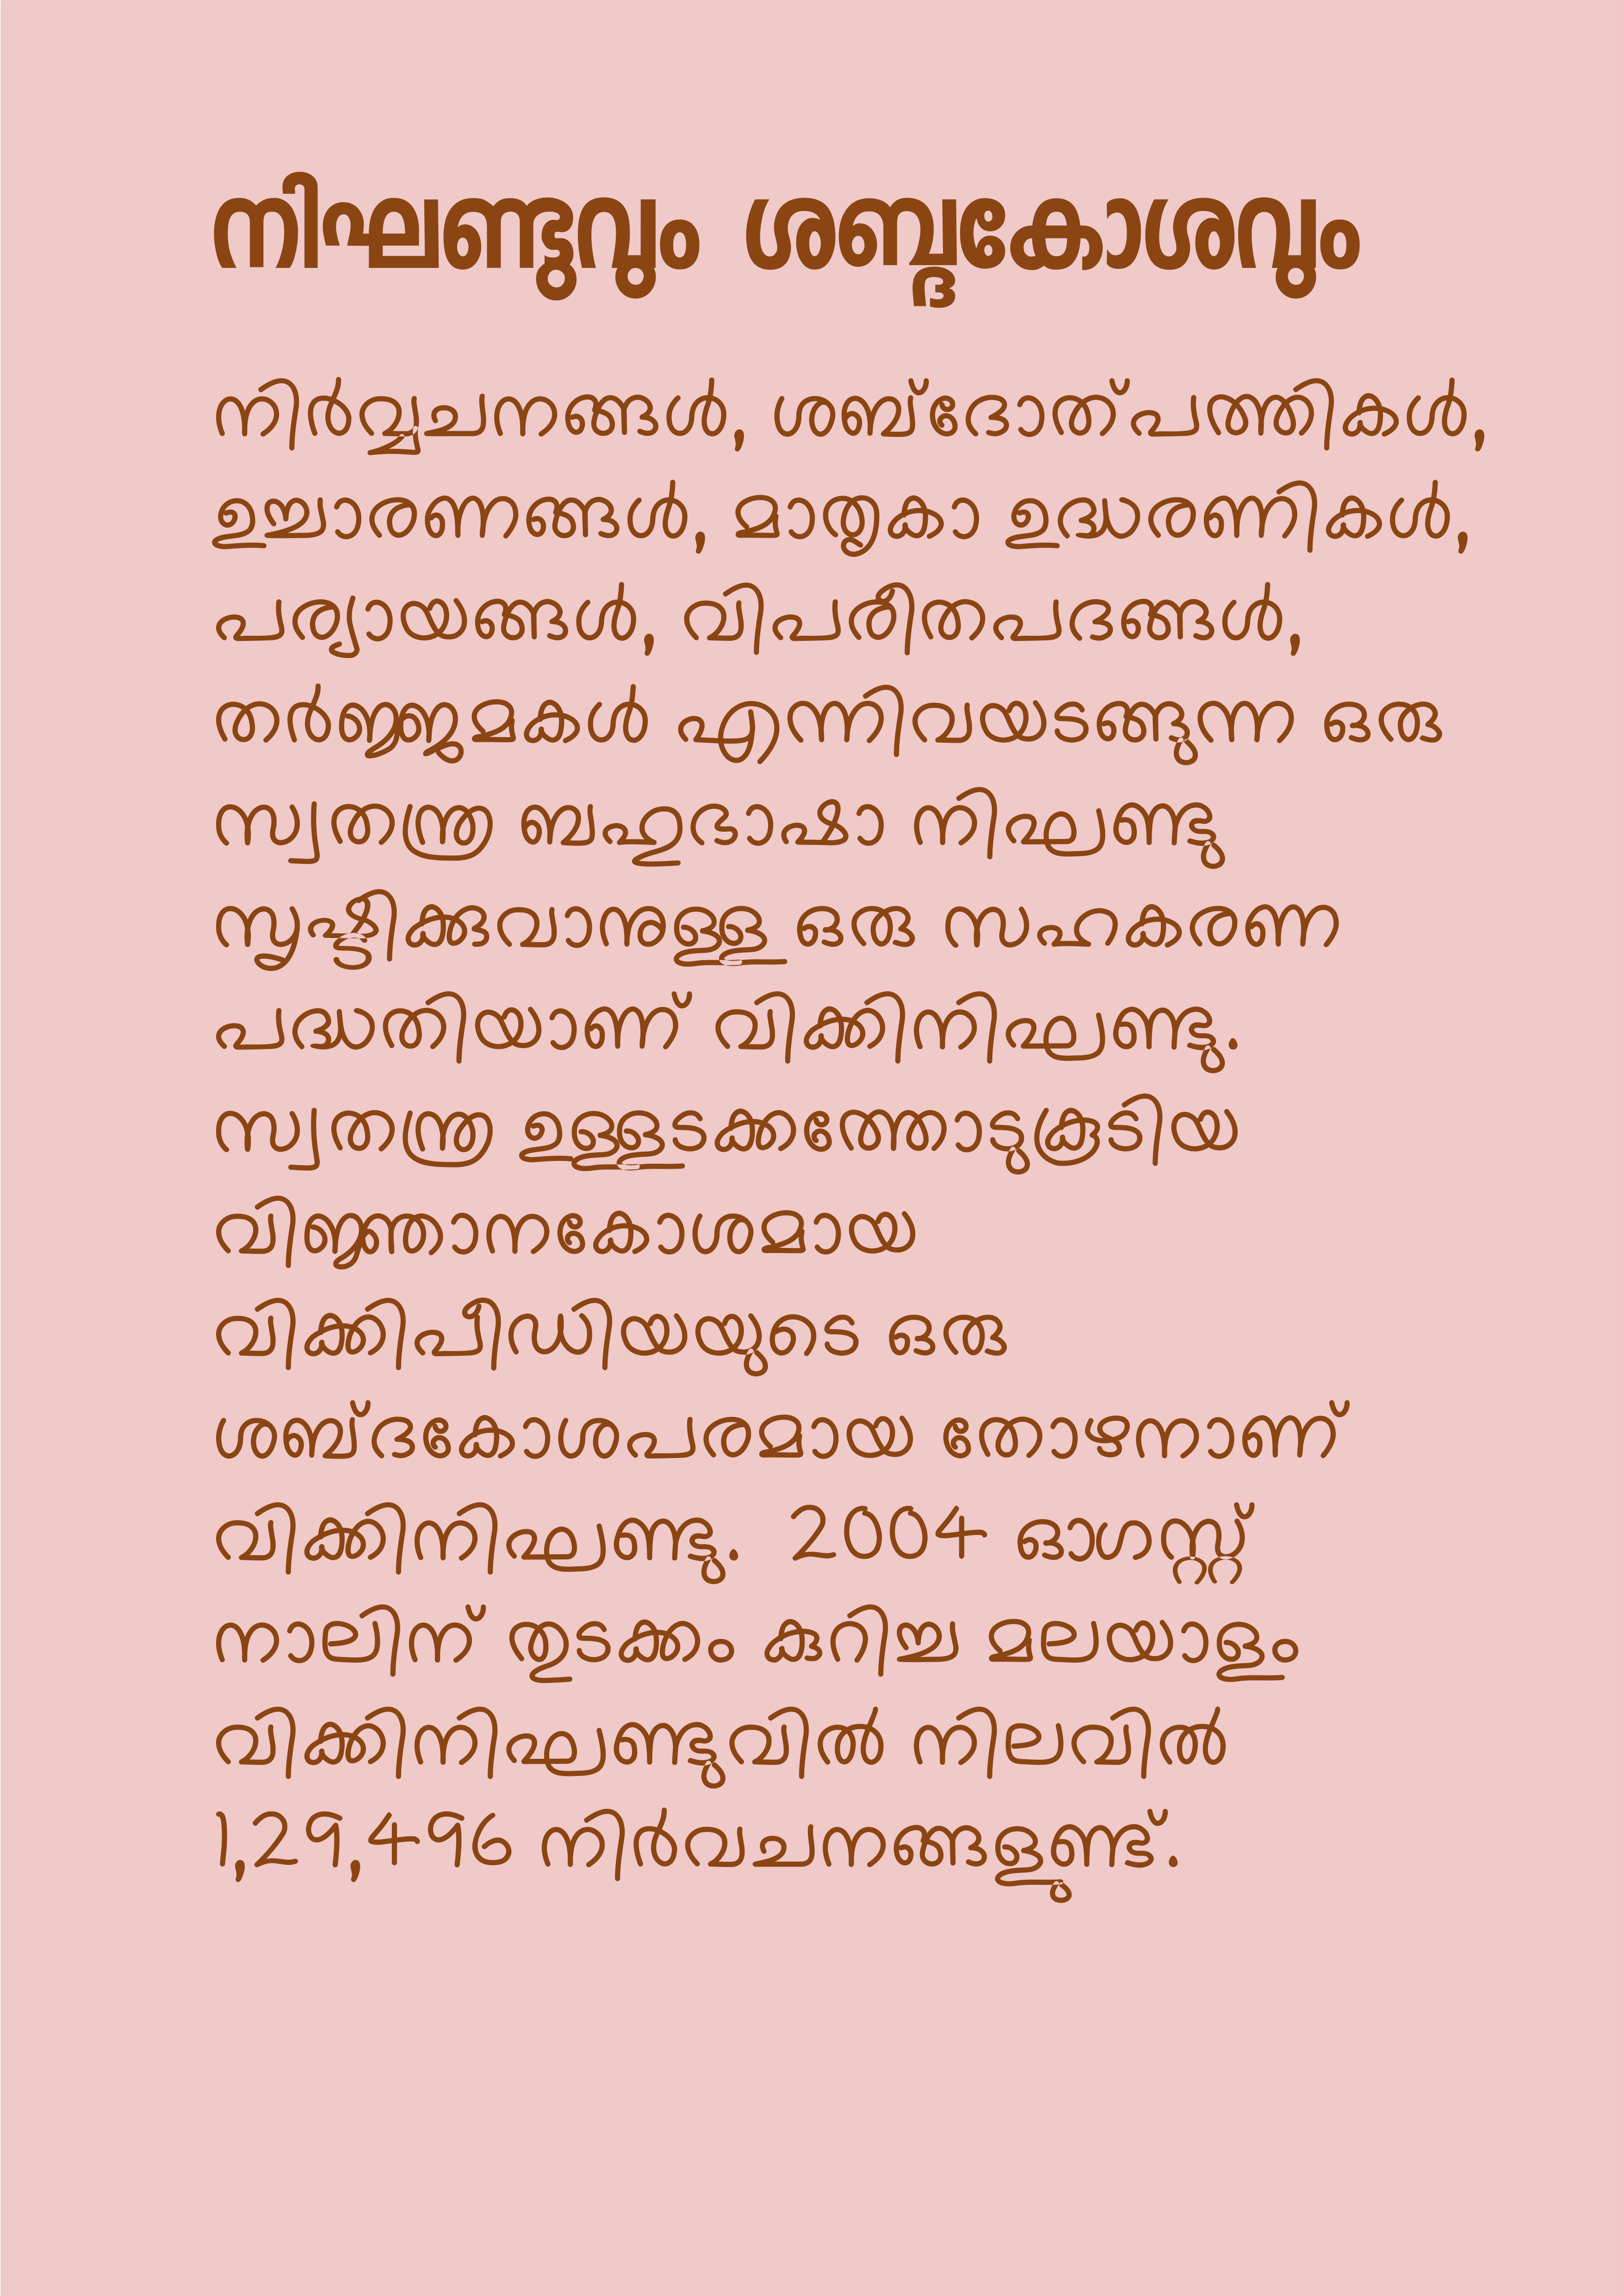 നിഘണ്ടുവും ശബ്ദകോശവും
നിർവ്വചനങ്ങൾ, ശബ്‌ദോത്‌പത്തികൾ,
ഉച്ചാരണങ്ങൾ, മാതൃകാ ഉദ്ധരണികൾ,
പര്യായങ്ങൾ, വിപരീതപദങ്ങൾ,
തർജ്ജമകൾ എന്നിവയടങ്ങുന്ന ഒരു
സ്വതന്ത്ര ബഹുഭാഷാ നിഘണ്ടു
സൃഷ്ടിക്കുവാനുള്ള ഒരു സഹകരണ
പദ്ധതിയാണ് വിക്കിനിഘണ്ടു.
സ്വതന്ത്ര ഉള്ളടക്കത്തോടുകൂടിയ
വിജ്ഞാനകോശമായ
വിക്കിപീഡിയയുടെ ഒരു
ശബ്‌ദകോശപരമായ തോഴനാണ്
വിക്കിനിഘണ്ടു. 2004 ഓഗസ്റ്റ്
നാലിന് തുടക്കം കുറിച്ച മലയാളം
വിക്കിനിഘണ്ടുവിൽ നിലവിൽ
1,29,496 നിർവചനങ്ങളുണ്ട്.